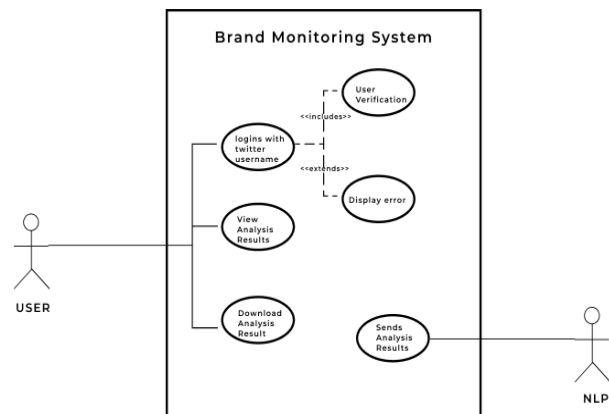 Brand Monitoring System
User
Verification
<<includes>>
logins with
twitter
username
<<extends>>
Display error
View
Analysis
Results
USER
Download
Analysis
Result
Sends
Analysis
Results
NLP